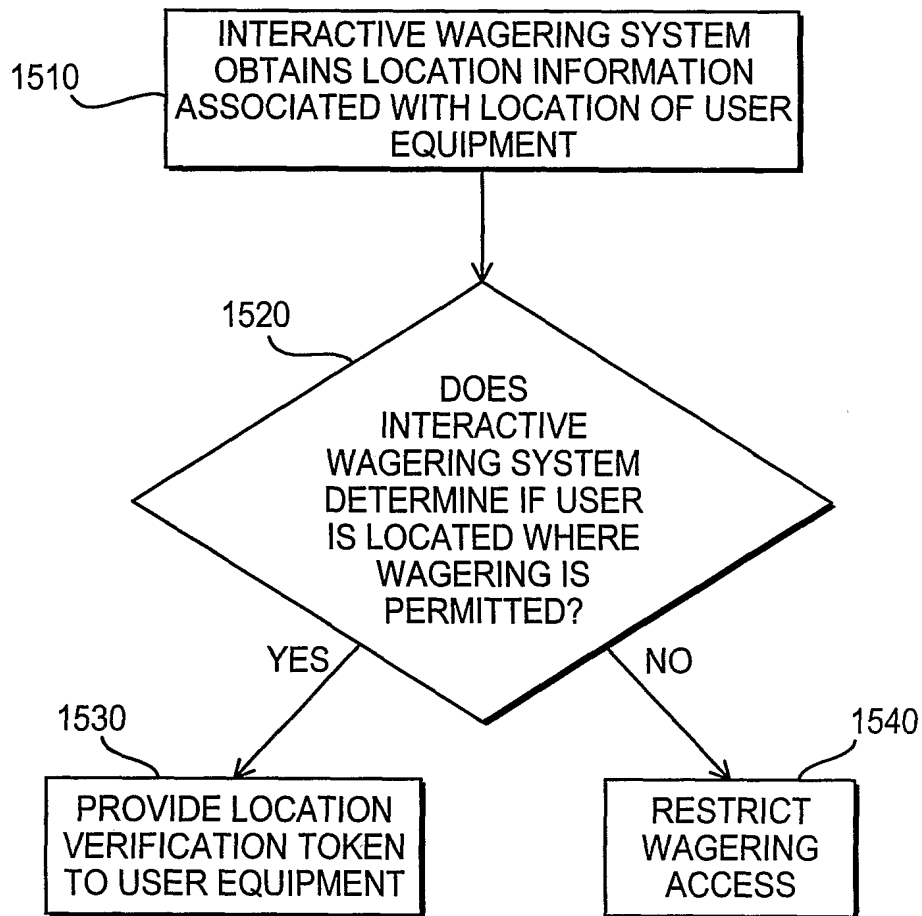 INTERACTIVE WAGERING SYSTEM
OBTAINS LOCATION INFORMATION
ASSOCIATED WITH LOCATION OF USER
EQUIPMENT
1510
1520
DOES
INTERACTIVE
WAGERING SYSTEM
DETERMINE IF USER
IS LOCATED WHERE
WAGERING IS
PERMITTED?
YES
NO
1530
1540
PROVIDE LOCATION
VERIFICATION TOKEN
TO USER EQUIPMENT
RESTRICT
WAGERING
ACCESS